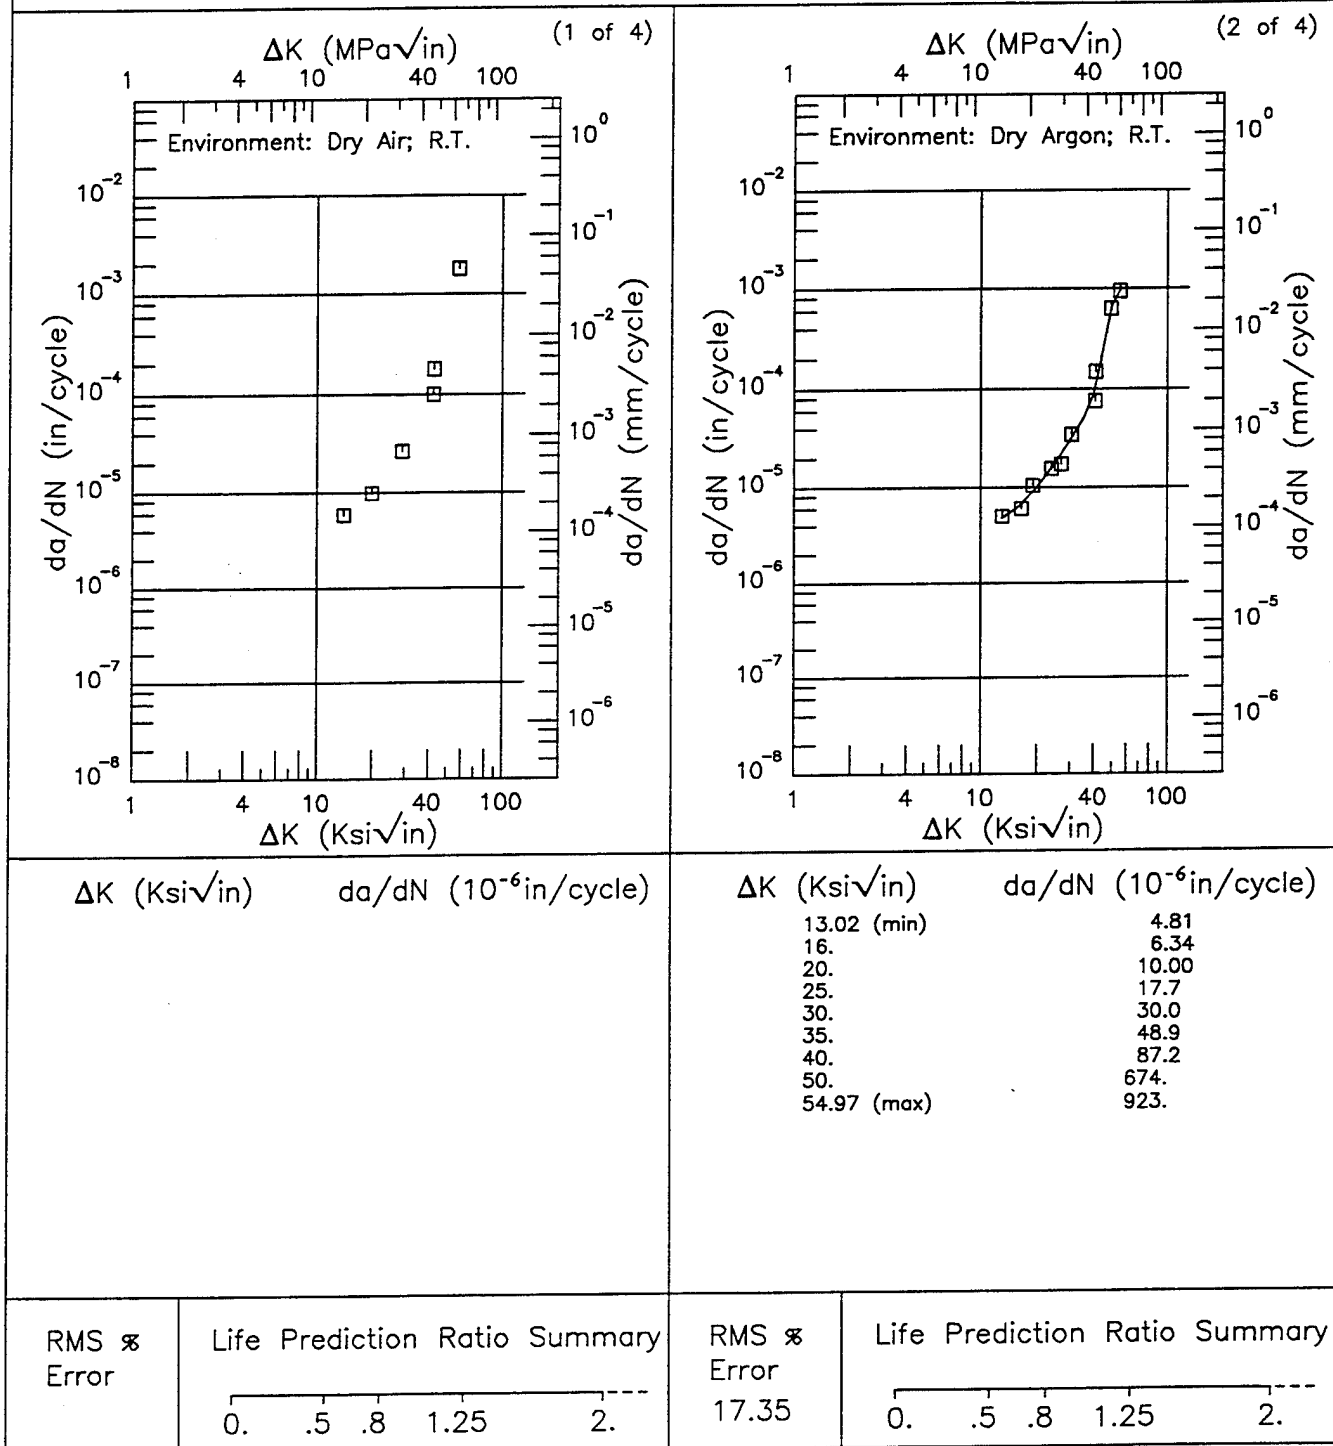 (1 of 4)
ΔK (MPa√in)
1 4 10 40 100
Environment: Dry Air; R.T.
da/dN (in/cycle)
10⁻²
10⁻³
10⁻⁴
10⁻⁵
10⁻⁶
10⁻⁷
10⁻⁸
10⁰
10⁻¹
10⁻²
10⁻³
10⁻⁴
10⁻⁵
10⁻⁶
da/dN (mm/cycle)
1 4 10 40 100
ΔK (Ksi√in)
(2 of 4)
ΔK (MPa√in)
1 4 10 40 100
Environment: Dry Argon; R.T.
da/dN (in/cycle)
10⁻²
10⁻³
10⁻⁴
10⁻⁵
10⁻⁶
10⁻⁷
10⁻⁸
10⁰
10⁻¹
10⁻²
10⁻³
10⁻⁴
10⁻⁵
10⁻⁶
da/dN (mm/cycle)
1 4 10 40 100
ΔK (Ksi√in)
ΔK (Ksi√in) da/dN (10⁻⁶in/cycle)
ΔK (Ksi√in) da/dN (10⁻⁶in/cycle)
13.02 (min) 4.81
16. 6.34
20. 10.00
25. 17.7
30. 30.0
35. 48.9
40. 87.2
50. 674.
54.97 (max) 923.
RMS %
Error
Life Prediction Ratio Summary
0. .5 .8 1.25 2.
RMS %
Error
17.35
Life Prediction Ratio Summary
0. .5 .8 1.25 2.